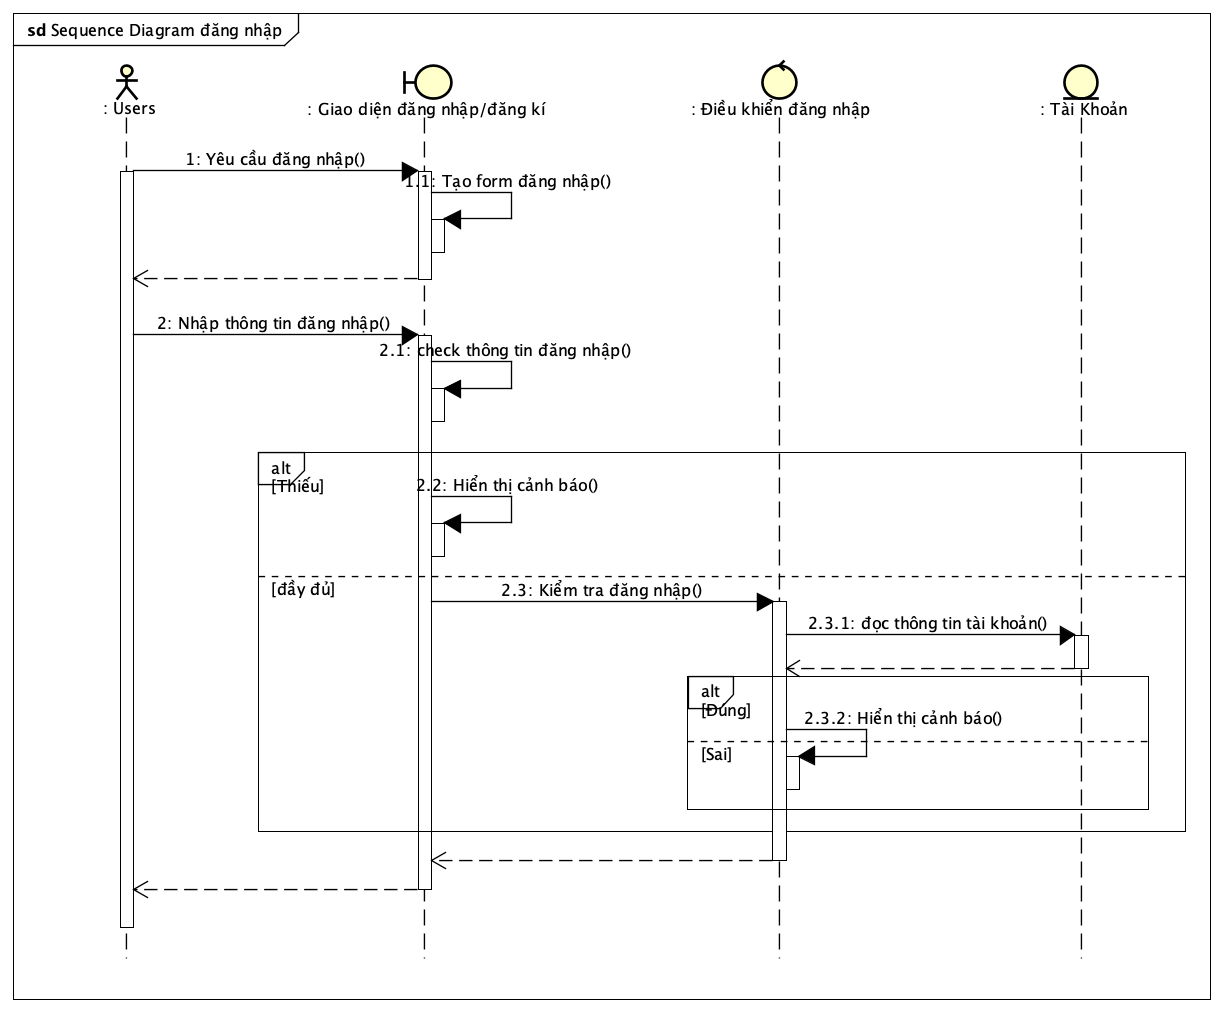 sd Sequence Diagram đăng nhập
: Users
: Giao diện đăng nhập/đăng kí
: Điều khiển đăng nhập
: Tài Khoản
1: Yêu cầu đăng nhập()
1.1: Tạo form đăng nhập()
2: Nhập thông tin đăng nhập()
2.1: check thông tin đăng nhập()
alt
[Thiếu]
2.2: Hiển thị cảnh báo()
[đầy đủ]
2.3: Kiểm tra đăng nhập()
2.3.1: đọc thông tin tài khoản()
alt
[Đúng]
2.3.2: Hiển thị cảnh báo()
[Sai]